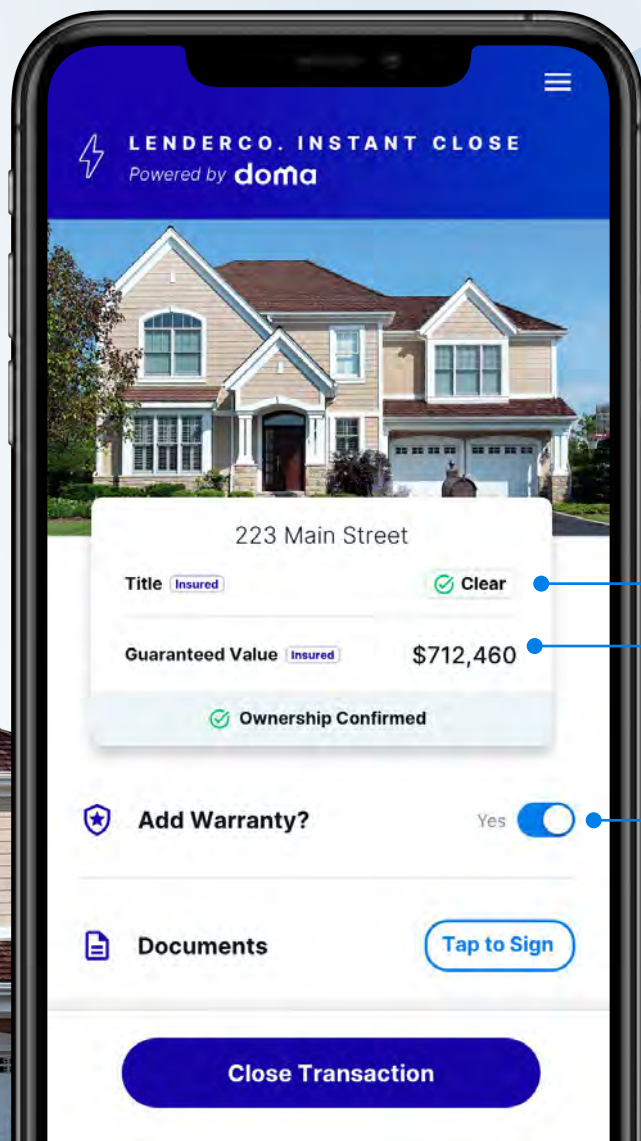 LENDERCO. INSTANT CLOSE
Powered by doma
223 Main Street
Title Insured Clear
Guaranteed Value Insured $712,460
Ownership Confirmed
Add Warranty? Yes
Documents Tap to Sign
Close Transaction